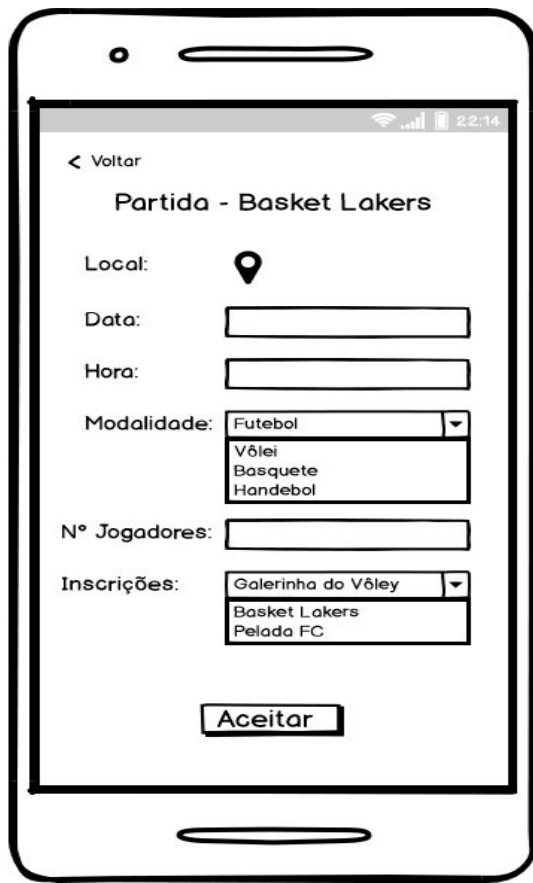 22:14
Voltar
Partida - Basket Lakers
Local:
Data:
Hora:
Modalidade: Futebol
Vôlei
Basquete
Handebol
Nº Jogadores:
Inscrições: Galerinha do Vôley
Basket Lakers
Pelada FC
Aceitar